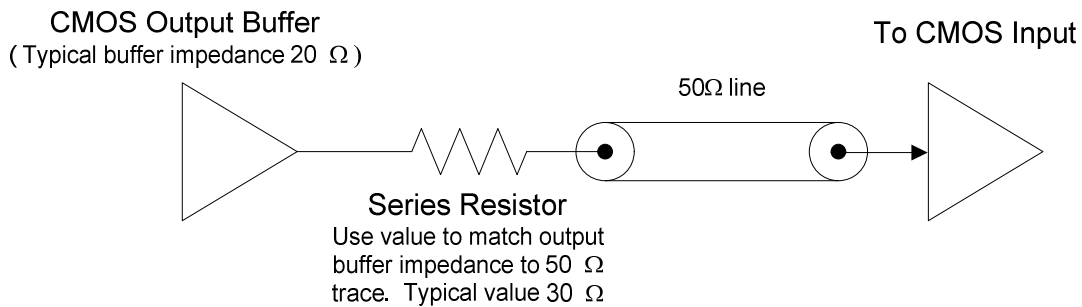 CMOS Output Buffer
( Typical buffer impedance 20 Ω )
To CMOS Input
50Ω line
Series Resistor
Use value to match output
buffer impedance to 50 Ω
trace. Typical value 30 Ω